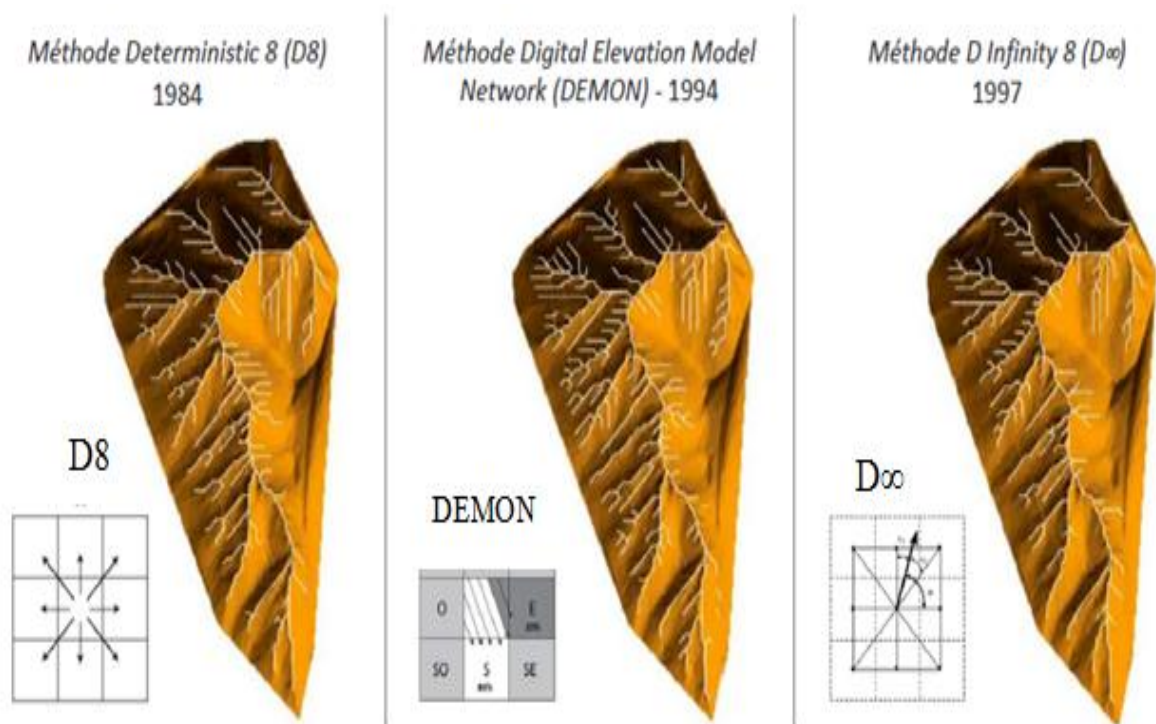 Méthode Deterministic 8 (D8)
1984
Méthode Digital Elevation Model
Network (DEMON) - 1994
Méthode D Infinity 8 (D∞)
1997
D8
DEMON
O
E
SO
S
SE
D∞